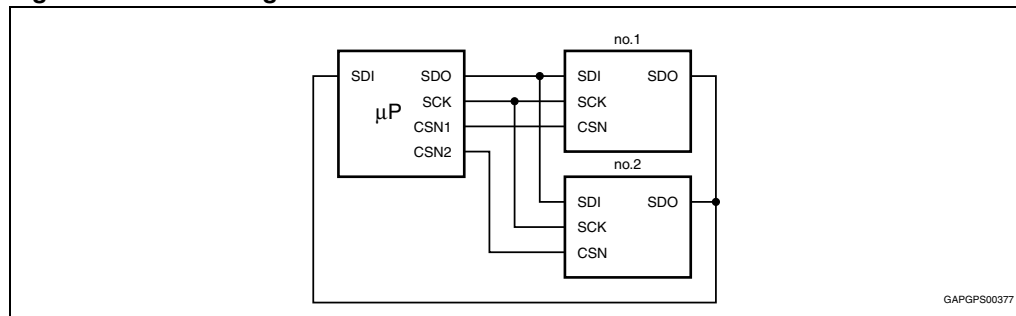 no.1
SDI SDO
SCK
μP
CSN1
CSN2
SDI SDO
SCK
CSN
no.2
SDI SDO
SCK
CSN
GAPGPS00377